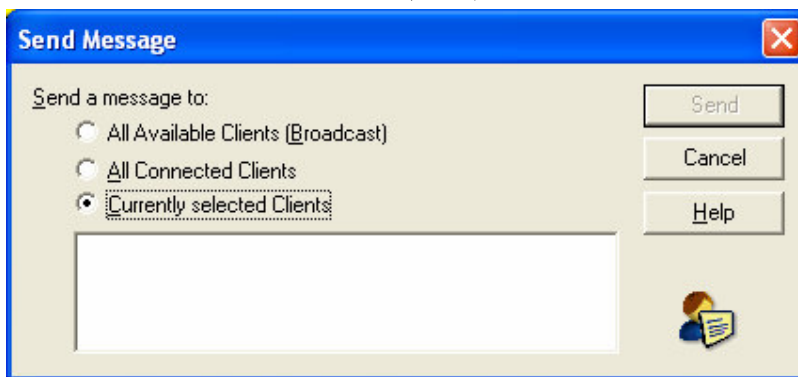 Send Message
Send a message to:
Send
All Available Clients (Broadcast)
Cancel
All Connected Clients
Currently selected Clients
Help